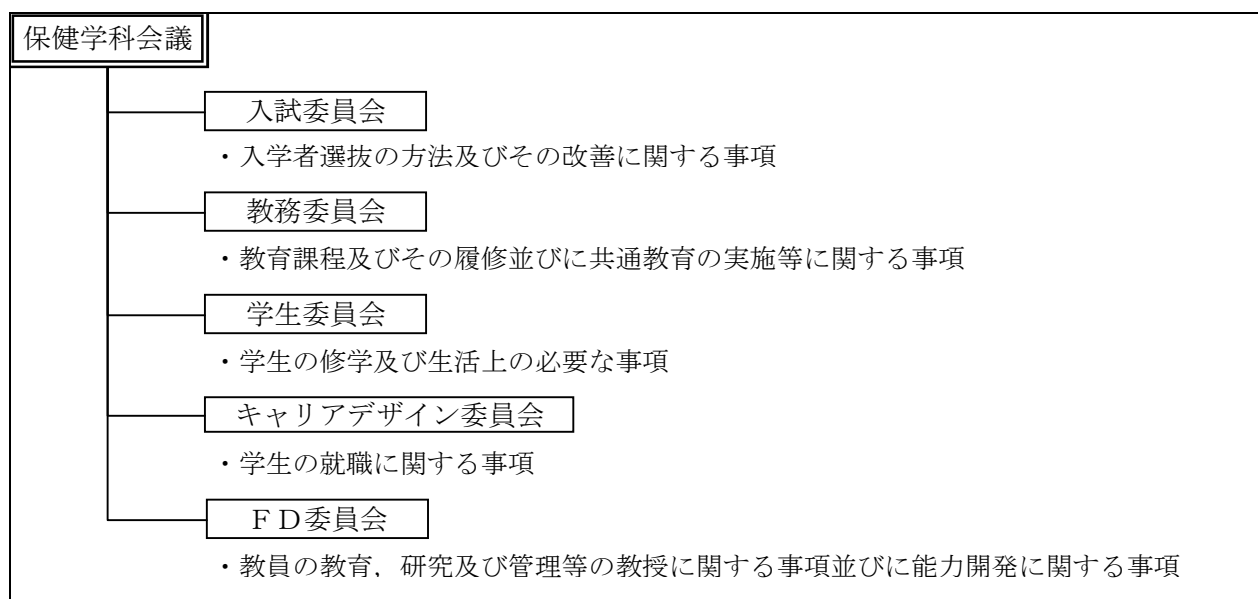 保健学科会議
入試委員会
・入学者選抜の方法及びその改善に関する事項
教務委員会
・教育課程及びその履修並びに共通教育の実施等に関する事項
学生委員会
・学生の修学及び生活上の必要な事項
キャリアデザイン委員会
・学生の就職に関する事項
ＦＤ委員会
・教員の教育，研究及び管理等の教授に関する事項並びに能力開発に関する事項